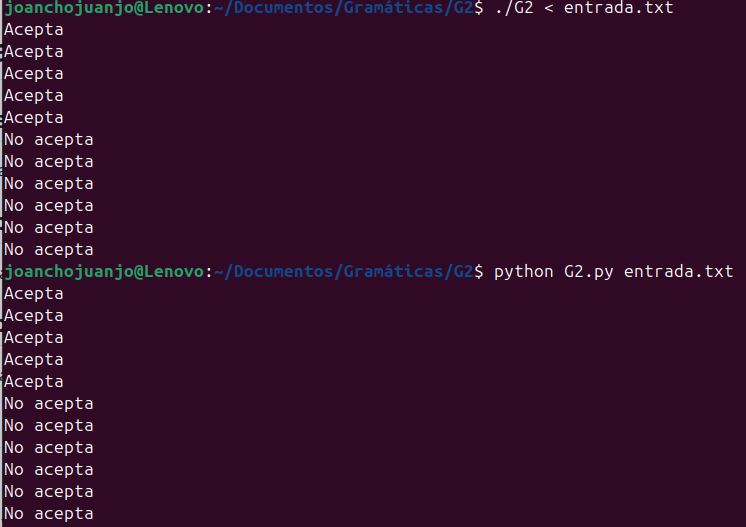 joanchojuanjo@Lenovo:~/Documentos/Gramáticas/G2$ ./G2 < entrada.txt
Acepta
Acepta
Acepta
Acepta
Acepta
No acepta
No acepta
No acepta
No acepta
No acepta
No acepta
joanchojuanjo@Lenovo:~/Documentos/Gramáticas/G2$ python G2.py entrada.txt
Acepta
Acepta
Acepta
Acepta
Acepta
No acepta
No acepta
No acepta
No acepta
No acepta
No acepta